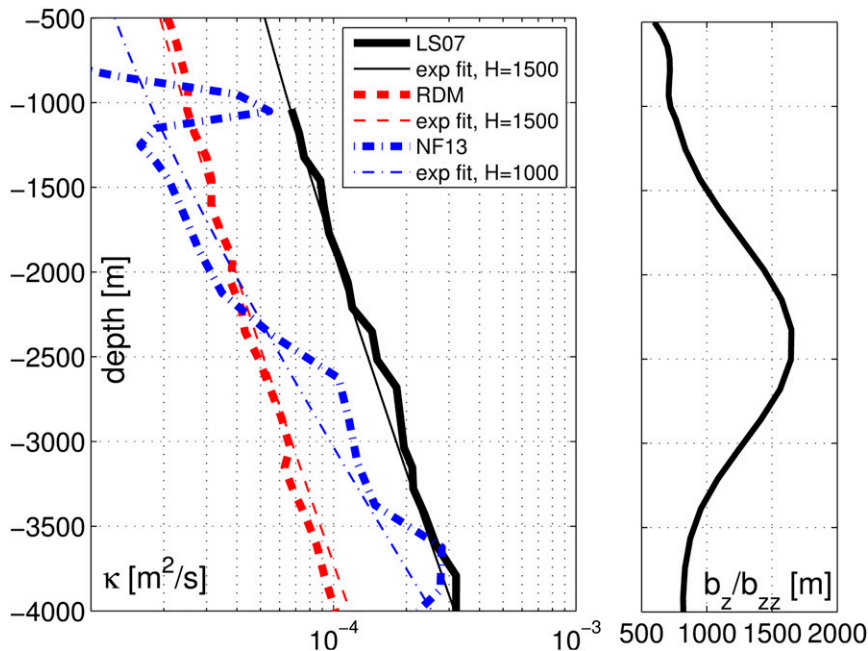 −500
−1000
−1500
−2000
−2500
−3000
−3500
−4000
depth [m]
LS07
exp fit, H=1500
RDM
exp fit, H=1500
NF13
exp fit, H=1000
κ [m²/s]
10⁻⁴
10⁻³
b_z/b_zz [m]
500
1000
1500
2000